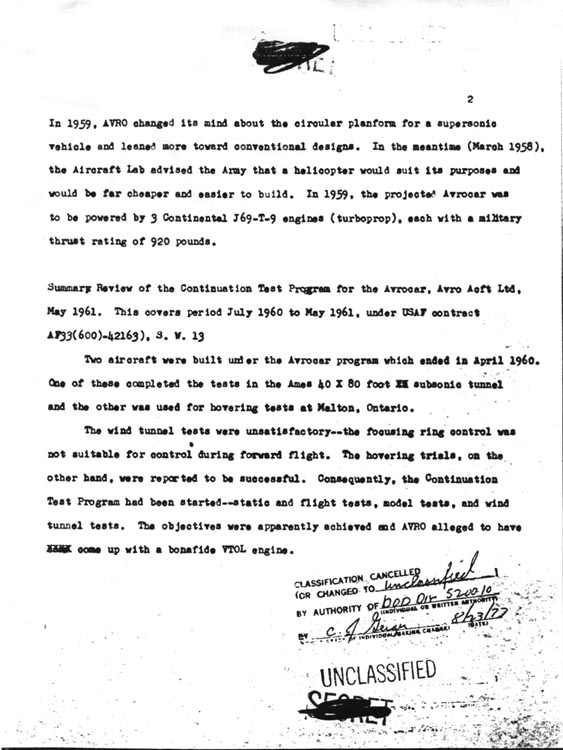 2
In 1959, AVRO changed its mind about the circular planform for a supersonic
vehicle and leaned more toward conventional designs. In the meantime (March 1958),
the Aircraft Lab advised the Army that a helicopter would suit its purposes and
would be far cheaper and easier to build. In 1959, the projected Avrocar was
to be powered by 3 Continental J69-T-9 engines (turboprop), each with a military
thrust rating of 920 pounds.
Summary Review of the Continuation Test Program for the Avrocar, Avro Acft Ltd,
May 1961. This covers period July 1960 to May 1961, under USAF contract
AF33(600)-42163), S. W. 13
Two aircraft were built under the Avrocar program which ended in April 1960.
One of these completed the tests in the Ames 40 X 80 foot subsonic tunnel
and the other was used for hovering tests at Malton, Ontario.
The wind tunnel tests were unsatisfactory--the focusing ring control was
not suitable for control during forward flight. The hovering trials, on the
other hand, were reported to be successful. Consequently, the Continuation
Test Program had been started--static and flight tests, model tests, and wind
tunnel tests. The objectives were apparently achieved and AVRO alleged to have
come up with a bonafide VTOL engine.
CLASSIFICATION CANCELLED
(OR CHANGED TO unclassified )
BY AUTHORITY OF DOD Dir 5200.10
(INDIVIDUAL OR WRITTEN AUTHORITY)
BY C. J. 8/23/77
INDIVIDUAL MAKING CHANGE) (DATE)
UNCLASSIFIED
SECRET